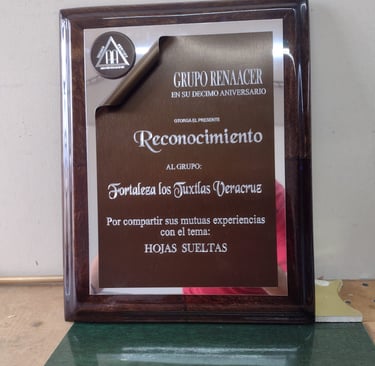 GRUPO RENAACER
EN SU DECIMO ANIVERSARIO
OTORGA EL PRESENTE
Reconocimiento
AL GRUPO:
Fortaleza los Tuxtlas Veracruz
Por compartir sus mutuas experiencias
con el tema:
HOJAS SUELTAS